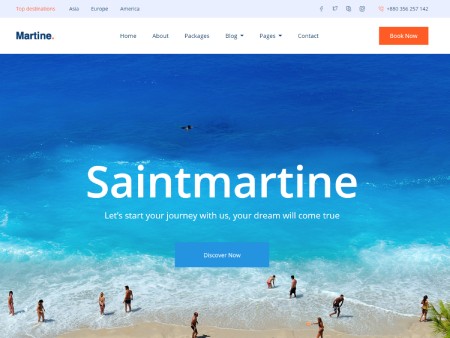 Top destinations Asia Europe America +880 396 257 142
Martine. Home About Packages Blog Pages Contact Book Now
Saintmartine
Let's start your journey with us, your dream will come true
Discover Now